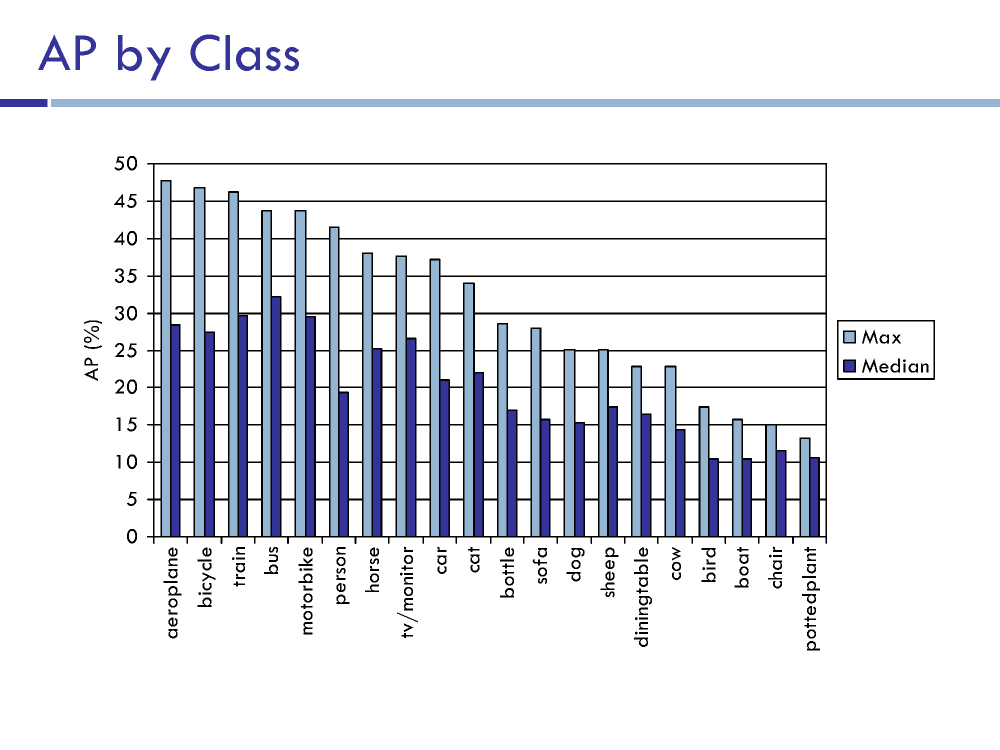 AP by Class
50
45
40
35
30
25
20
15
10
5
0
AP (%)
aeroplane
bicycle
train
bus
motorbike
person
horse
tv/monitor
car
cat
bottle
sofa
dog
sheep
diningtable
cow
bird
boat
chair
pottedplant
Max
Median